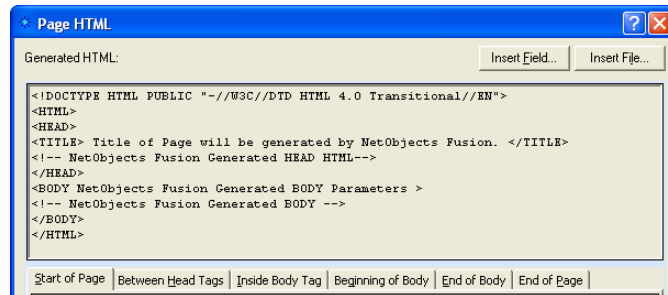 Page HTML
Generated HTML:
Insert Field...
Insert File...
<!DOCTYPE HTML PUBLIC "-//W3C//DTD HTML 4.0 Transitional//EN">
<HTML>
<HEAD>
<TITLE> Title of Page will be generated by NetObjects Fusion. </TITLE>
<!-- NetObjects Fusion Generated HEAD HTML-->
</HEAD>
<BODY NetObjects Fusion Generated BODY Parameters >
<!-- NetObjects Fusion Generated BODY -->
</BODY>
</HTML>
Start of Page
Between Head Tags
Inside Body Tag
Beginning of Body
End of Body
End of Page